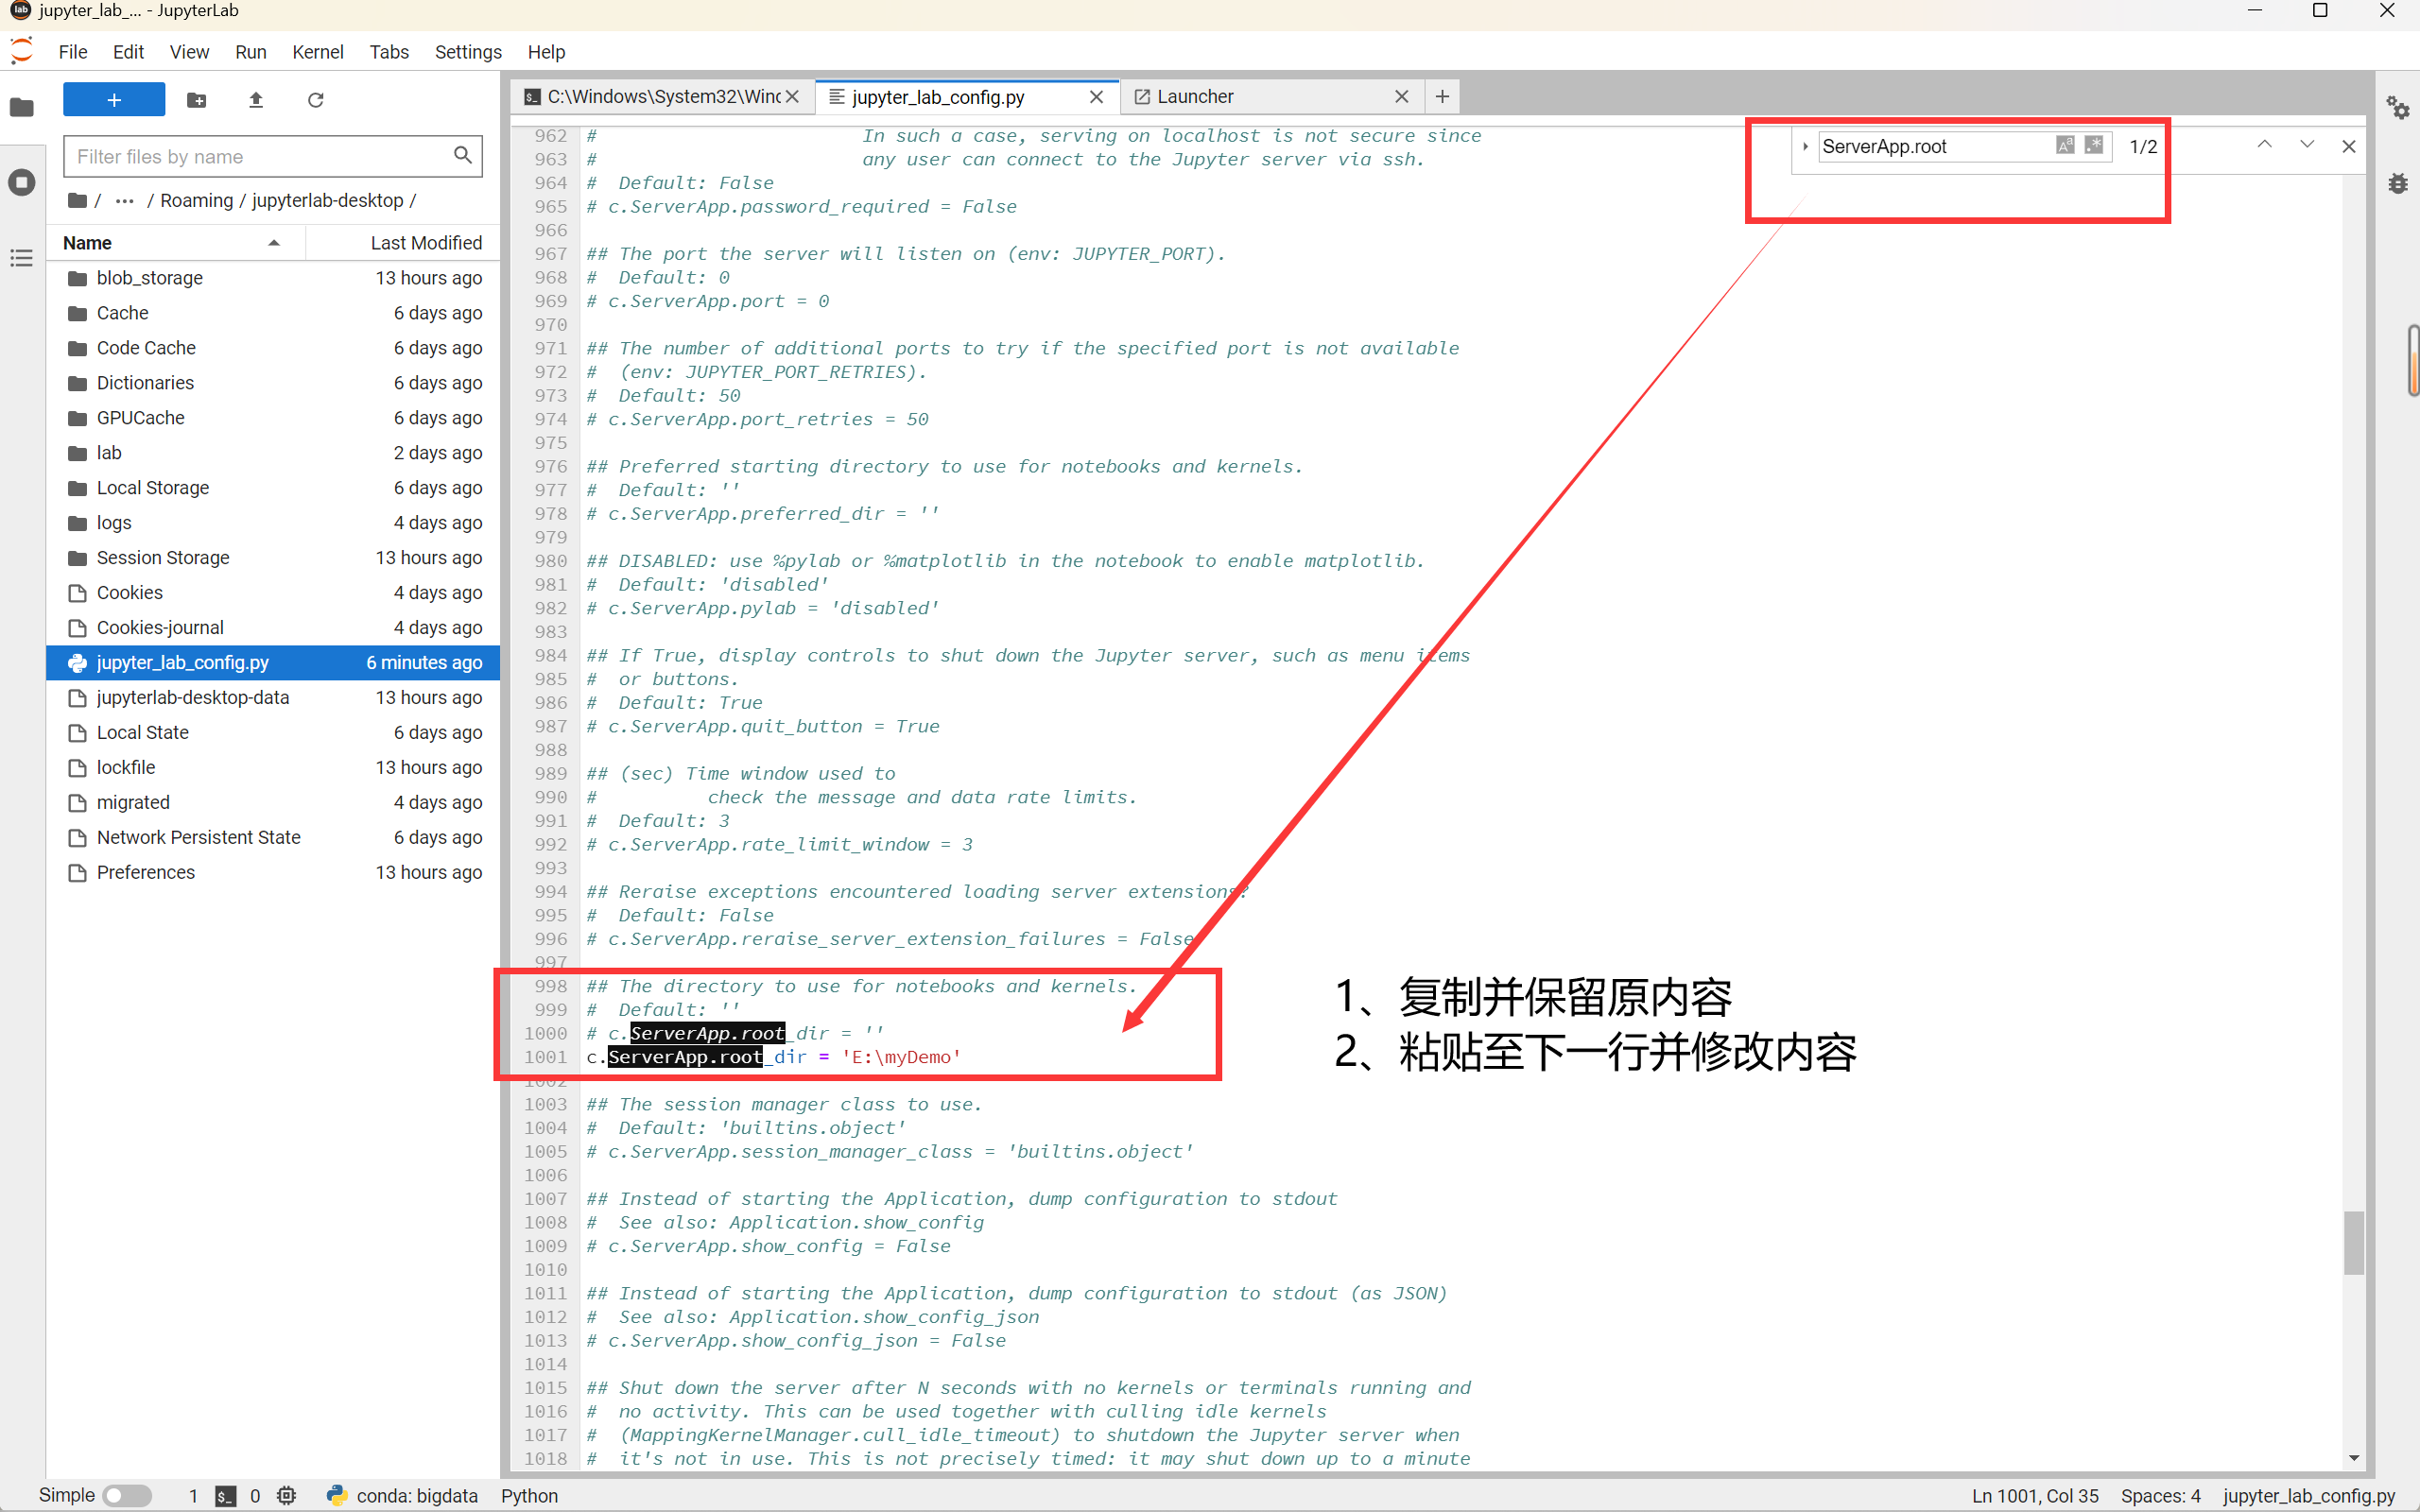 jupyter_lab_... - JupyterLab
File Edit View Run Kernel Tabs Settings Help
C:\Windows\System32\Winc
jupyter_lab_config.py
Launcher
Filter files by name
/ ··· / Roaming / jupyterlab-desktop /
Name Last Modified
blob_storage 13 hours ago
Cache 6 days ago
Code Cache 6 days ago
Dictionaries 6 days ago
GPUCache 6 days ago
lab 2 days ago
Local Storage 6 days ago
logs 4 days ago
Session Storage 13 hours ago
Cookies 4 days ago
Cookies-journal 4 days ago
jupyter_lab_config.py 6 minutes ago
jupyterlab-desktop-data 13 hours ago
Local State 6 days ago
lockfile 13 hours ago
migrated 4 days ago
Network Persistent State 6 days ago
Preferences 13 hours ago
ServerApp.root 1/2
962 # In such a case, serving on localhost is not secure since
963 # any user can connect to the Jupyter server via ssh.
964 # Default: False
965 # c.ServerApp.password_required = False
966
967 ## The port the server will listen on (env: JUPYTER_PORT).
968 # Default: 0
969 # c.ServerApp.port = 0
970
971 ## The number of additional ports to try if the specified port is not available
972 # (env: JUPYTER_PORT_RETRIES).
973 # Default: 50
974 # c.ServerApp.port_retries = 50
975
976 ## Preferred starting directory to use for notebooks and kernels.
977 # Default: ''
978 # c.ServerApp.preferred_dir = ''
979
980 ## DISABLED: use %pylab or %matplotlib in the notebook to enable matplotlib.
981 # Default: 'disabled'
982 # c.ServerApp.pylab = 'disabled'
983
984 ## If True, display controls to shut down the Jupyter server, such as menu items
985 # or buttons.
986 # Default: True
987 # c.ServerApp.quit_button = True
988
989 ## (sec) Time window used to
990 # check the message and data rate limits.
991 # Default: 3
992 # c.ServerApp.rate_limit_window = 3
993
994 ## Reraise exceptions encountered loading server extensions?
995 # Default: False
996 # c.ServerApp.reraise_server_extension_failures = False
997
998 ## The directory to use for notebooks and kernels.
999 # Default: ''
1000 # c.ServerApp.root_dir = ''
1001 c.ServerApp.root_dir = 'E:\myDemo'
1002
1003 ## The session manager class to use.
1004 # Default: 'builtins.object'
1005 # c.ServerApp.session_manager_class = 'builtins.object'
1006
1007 ## Instead of starting the Application, dump configuration to stdout
1008 # See also: Application.show_config
1009 # c.ServerApp.show_config = False
1010
1011 ## Instead of starting the Application, dump configuration to stdout (as JSON)
1012 # See also: Application.show_config_json
1013 # c.ServerApp.show_config_json = False
1014
1015 ## Shut down the server after N seconds with no kernels or terminals running and
1016 # no activity. This can be used together with culling idle kernels
1017 # (MappingKernelManager.cull_idle_timeout) to shutdown the Jupyter server when
1018 # it's not in use. This is not precisely timed: it may shut down up to a minute
1、复制并保留原内容
2、粘贴至下一行并修改内容
Simple 1 0 conda: bigdata Python Ln 1001, Col 35 Spaces: 4 jupyter_lab_config.py